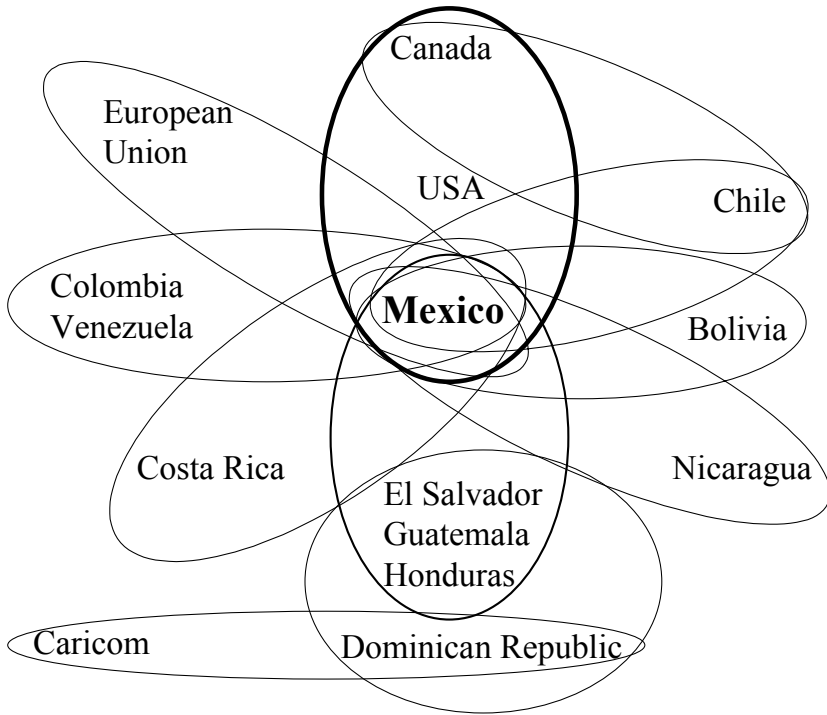 Canada
European
Union
USA
Chile
Colombia
Venezuela
Mexico
Bolivia
Costa Rica
Nicaragua
El Salvador
Guatemala
Honduras
Caricom
Dominican Republic